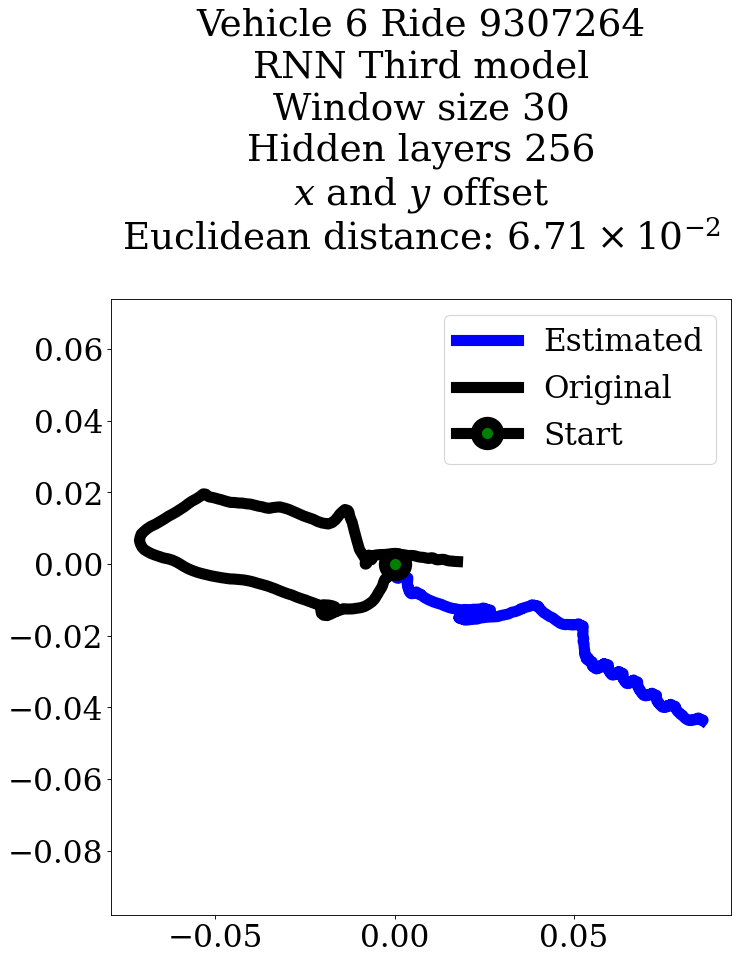 Vehicle 6 Ride 9307264
RNN Third model
Window size 30
Hidden layers 256
x and y offset
Euclidean distance: 6.71 × 10⁻²
Estimated
Original
Start
0.06
0.04
0.02
0.00
−0.02
−0.04
−0.06
−0.08
−0.05 0.00 0.05